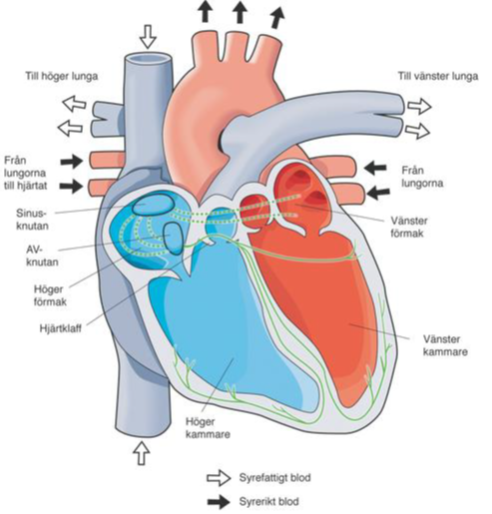 Till höger lunga
Till vänster lunga
Från
lungorna
till hjärtat
Från
lungorna
Sinus-
knutan
Vänster
förmak
AV-
knutan
Höger
förmak
Hjärtklaff
Vänster
kammare
Höger
kammare
Syrefattigt blod
Syrerikt blod